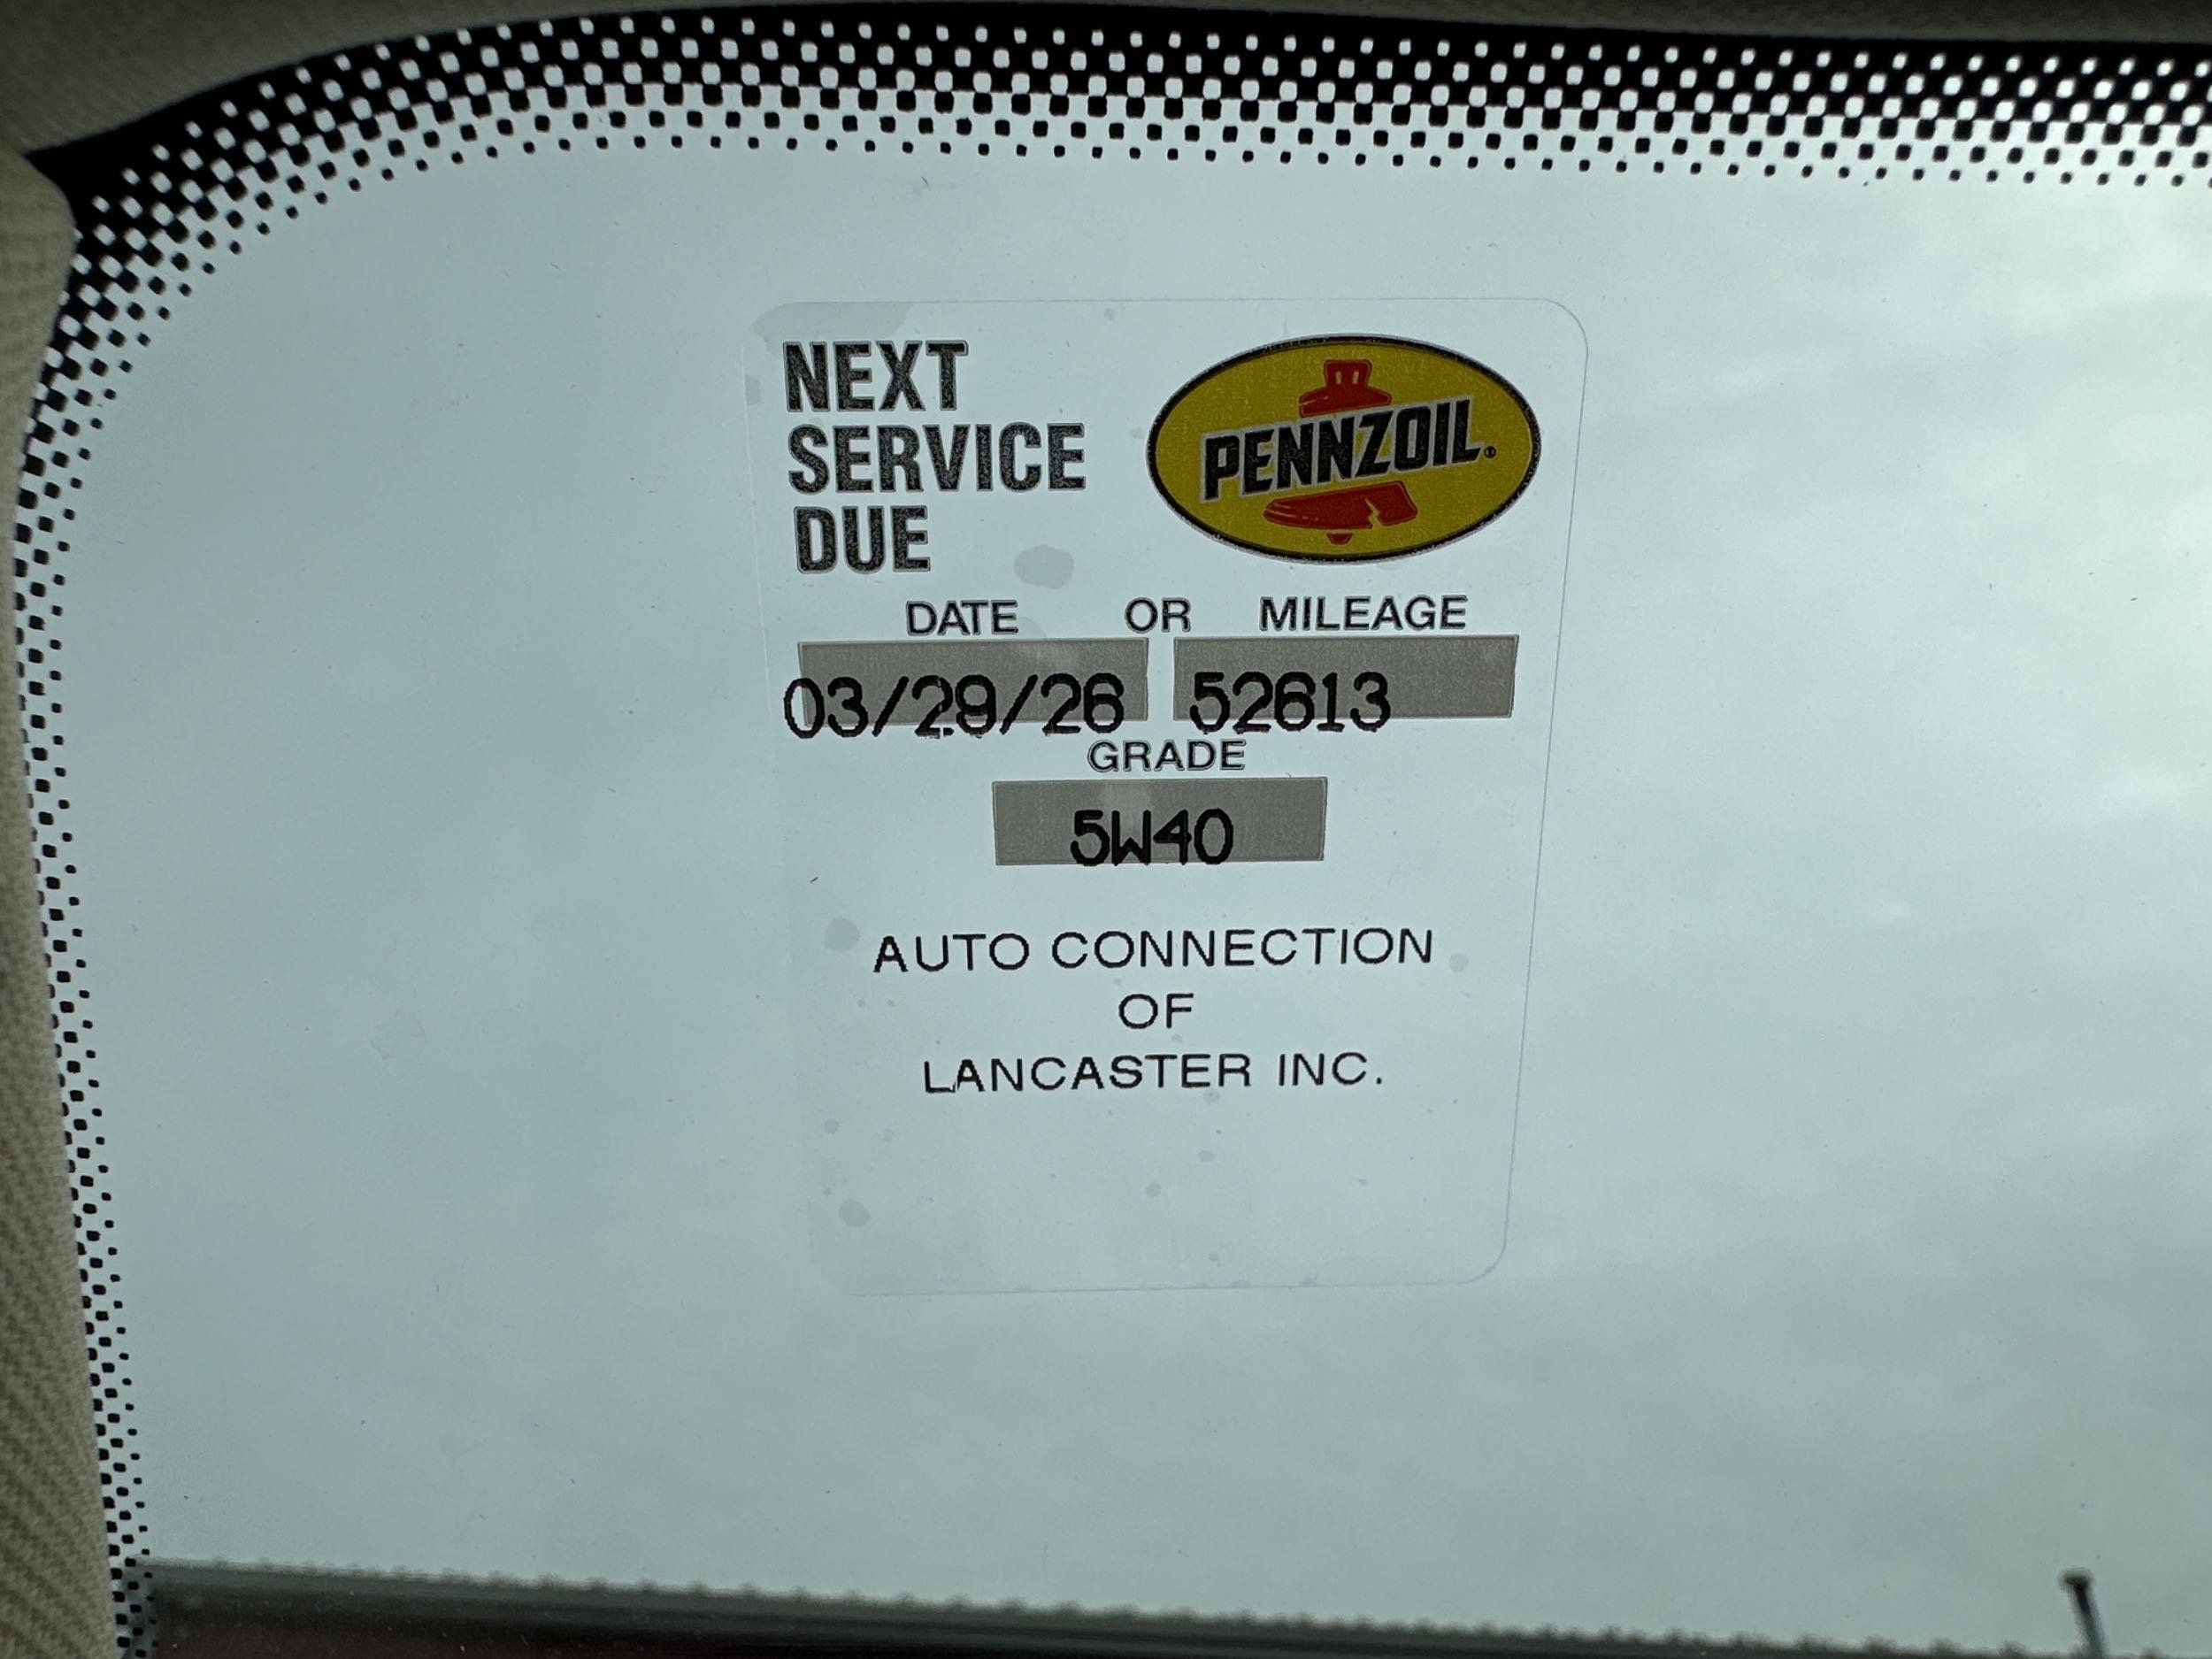 NEXT
SERVICE
DUE
PENNZOIL®
DATE OR MILEAGE
03/29/26 52613
GRADE
5W40
AUTO CONNECTION
OF
LANCASTER INC.